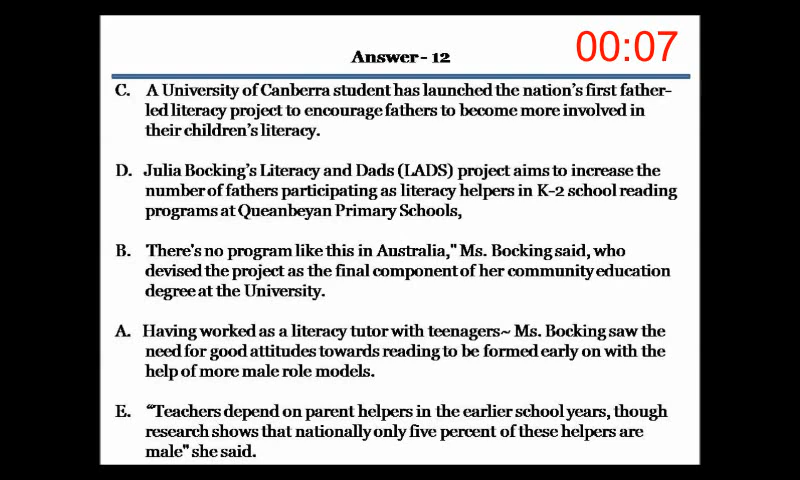 00:07
Answer - 12
C. A University of Canberra student has launched the nation's first father-
led literacy project to encourage fathers to become more involved in
their children's literacy.
D. Julia Bocking's Literacy and Dads (LADS) project aims to increase the
number of fathers participating as literacy helpers in K-2 school reading
programs at Queanbeyan Primary Schools,
B. There's no program like this in Australia," Ms. Bocking said, who
devised the project as the final component of her community education
degree at the University.
A. Having worked as a literacy tutor with teenagers~ Ms. Bocking saw the
need for good attitudes towards reading to be formed early on with the
help of more male role models.
E. "Teachers depend on parent helpers in the earlier school years, though
research shows that nationally only five percent of these helpers are
male" she said.